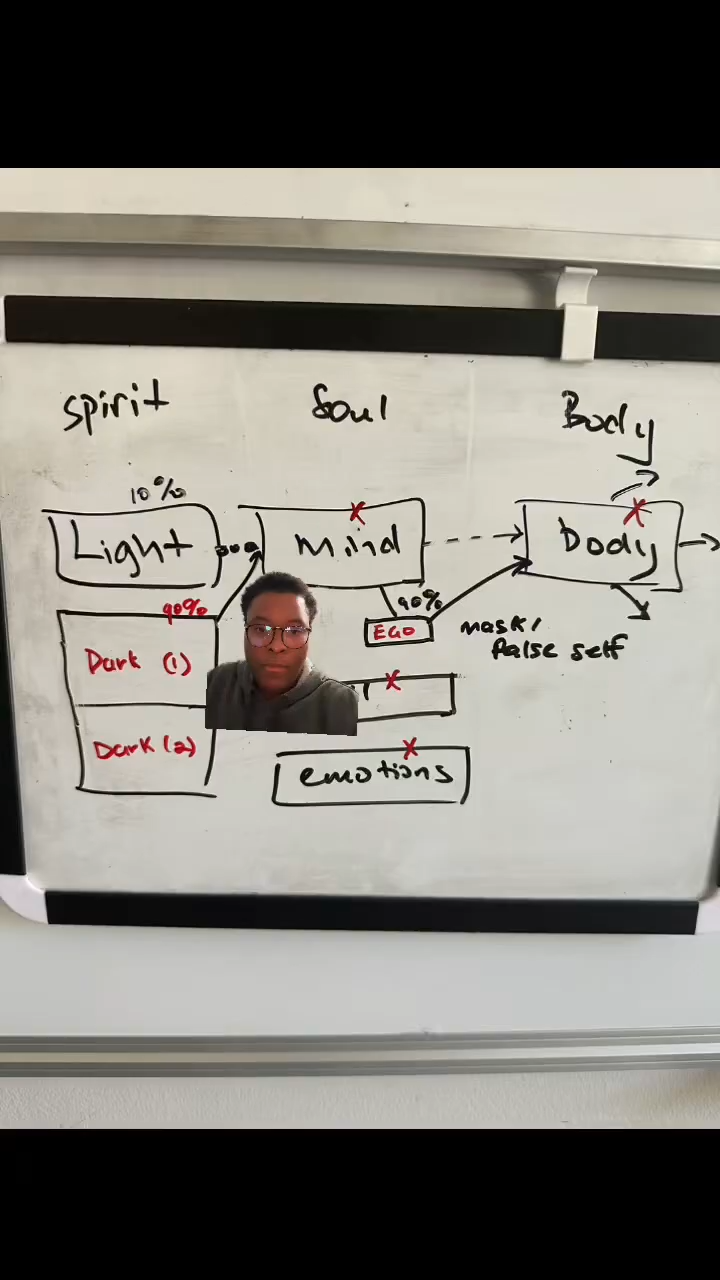 spirit
Soul
Body
10%
Light
mind
body
90%
90%
EGO
mask/
False self
Dark (1)
Dark (2)
emotions